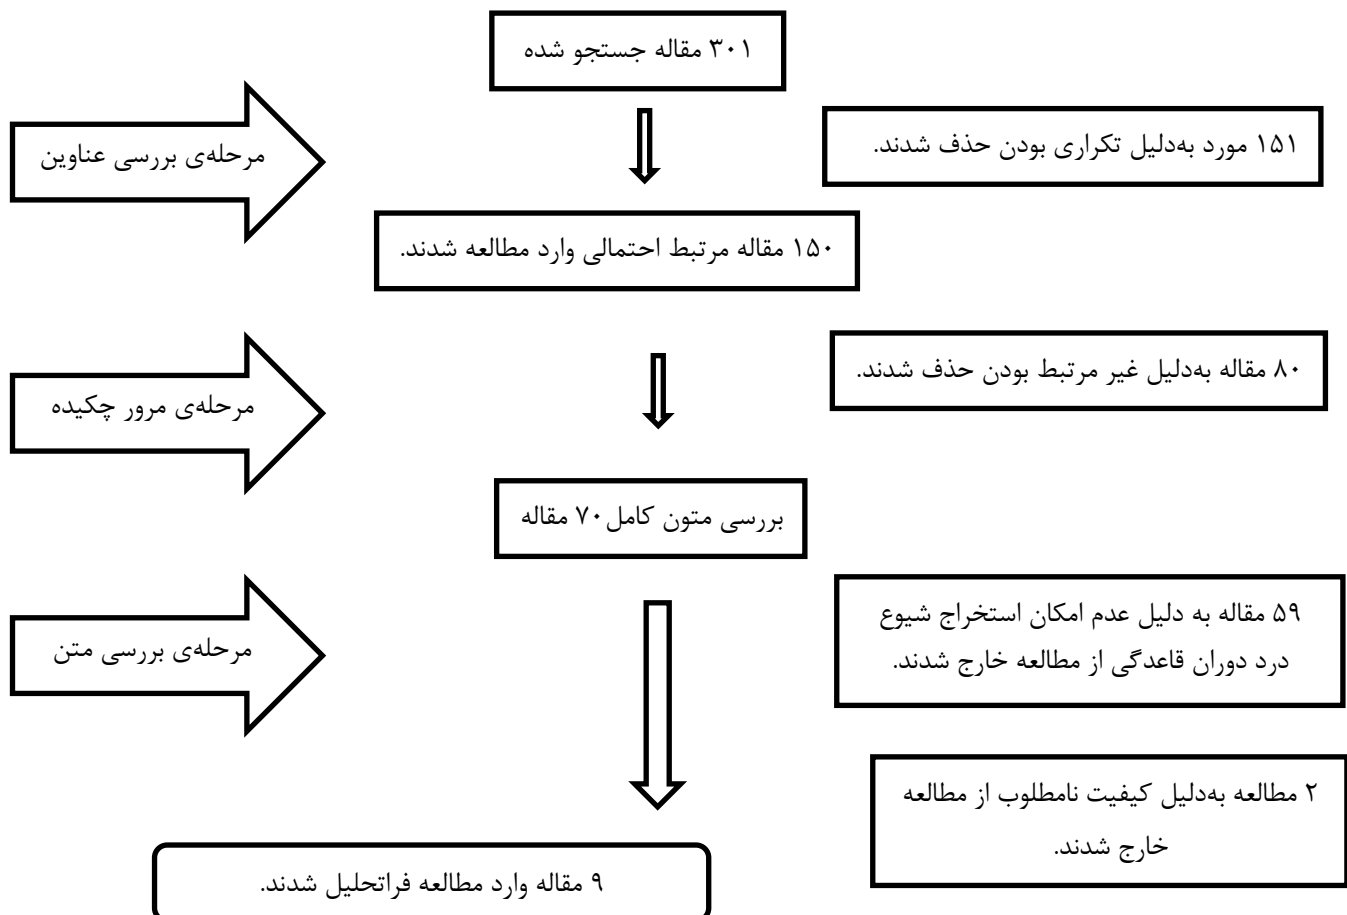 ۳۰۱ مقاله جستجو شده
مرحله‌ی بررسی عناوین
۱۵۱ مورد به‌دلیل تکراری بودن حذف شدند.
۱۵۰ مقاله مرتبط احتمالی وارد مطالعه شدند.
مرحله‌ی مرور چکیده
۸۰ مقاله به‌دلیل غیر مرتبط بودن حذف شدند.
بررسی متون کامل ۷۰ مقاله
مرحله‌ی بررسی متن
۵۹ مقاله به دلیل عدم امکان استخراج شیوع
درد دوران قاعدگی از مطالعه خارج شدند.
۲ مطالعه به‌دلیل کیفیت نامطلوب از مطالعه
خارج شدند.
۹ مقاله وارد مطالعه فراتحلیل شدند.